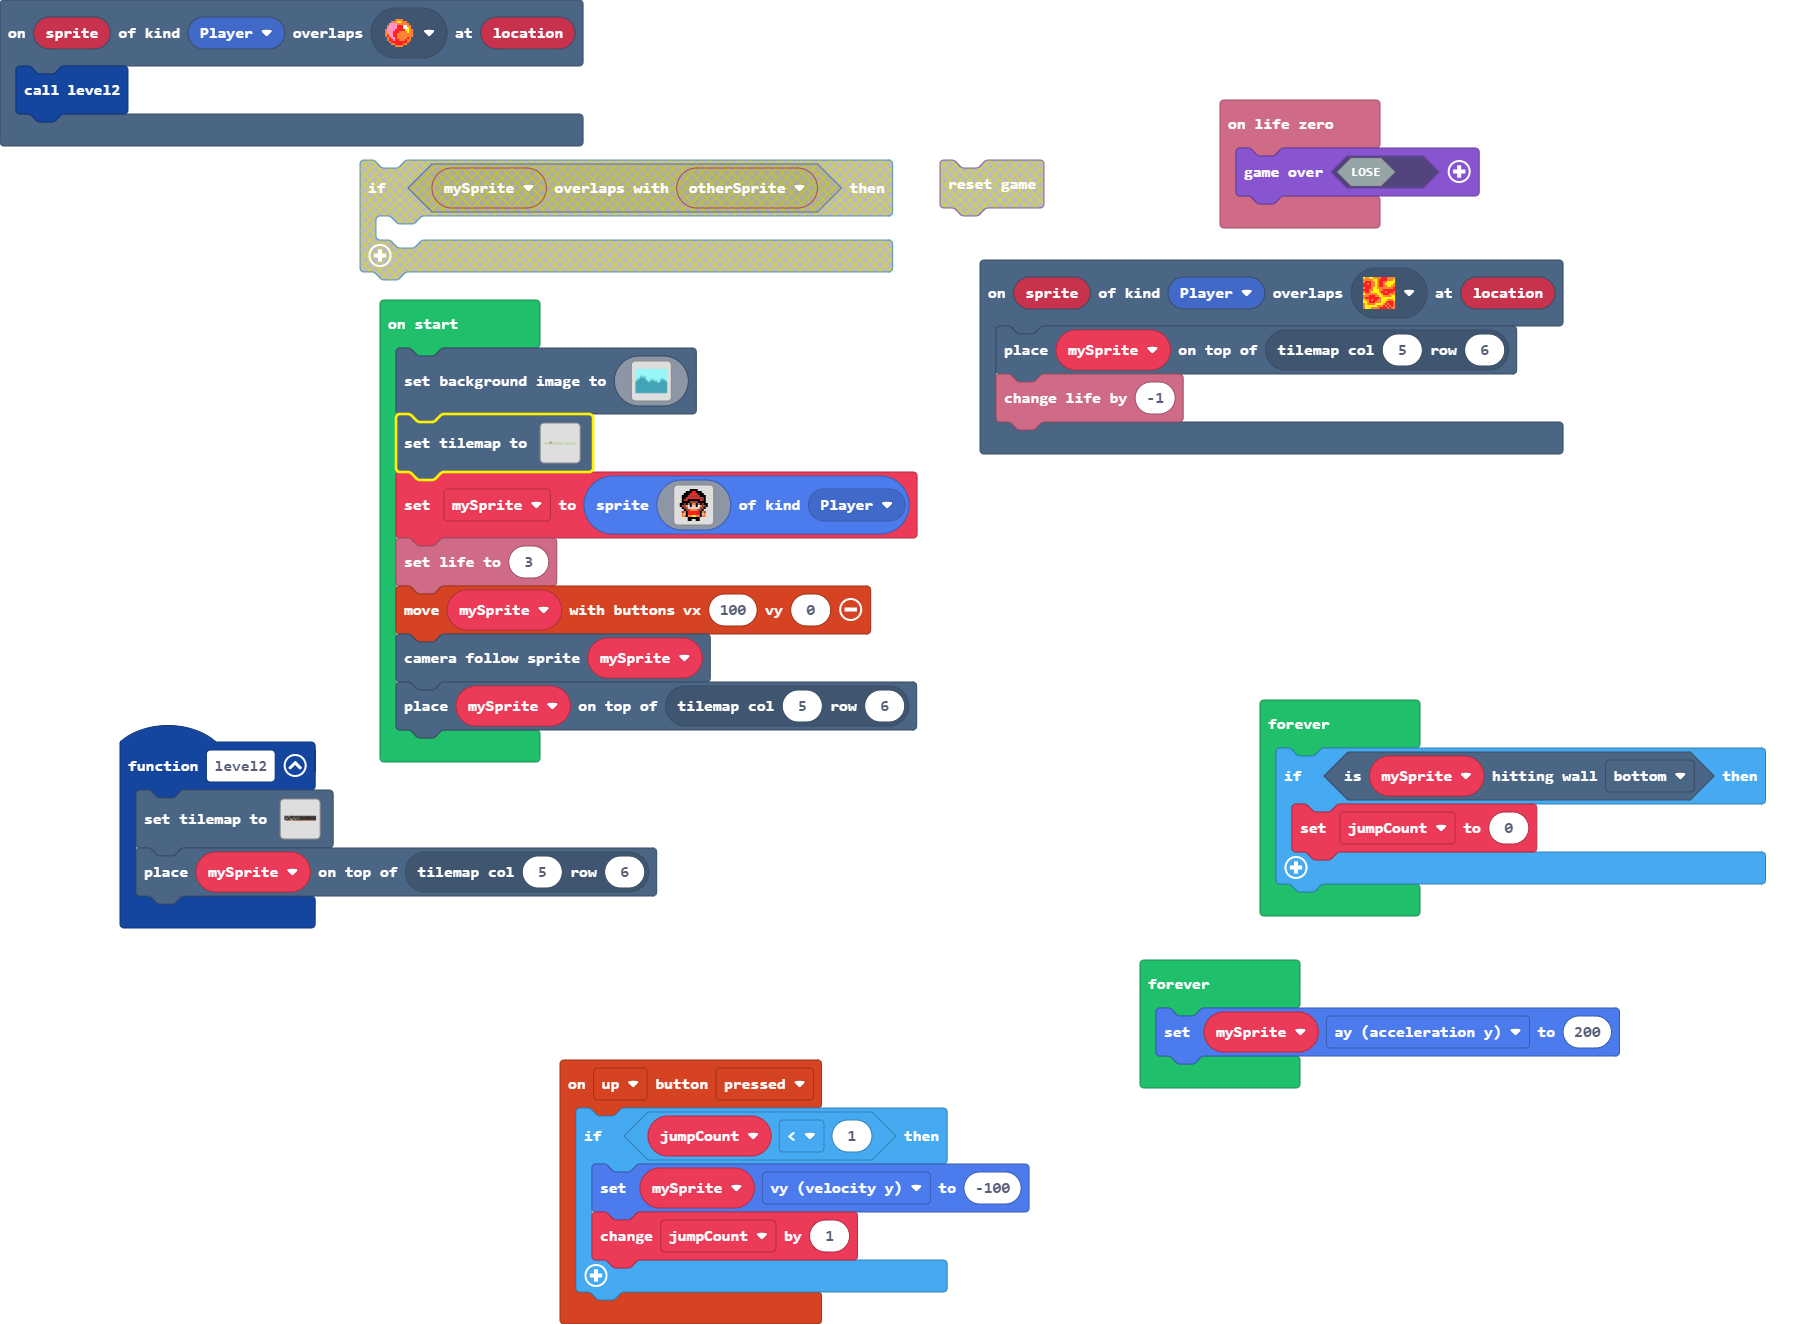 on sprite of kind Player overlaps at location
call level2
if mySprite overlaps with otherSprite then
reset game
on life zero
game over LOSE
on sprite of kind Player overlaps at location
place mySprite on top of tilemap col 5 row 6
change life by -1
on start
set background image to
set tilemap to
set mySprite to sprite of kind Player
set life to 3
move mySprite with buttons vx 100 vy 0
camera follow sprite mySprite
place mySprite on top of tilemap col 5 row 6
function level2
set tilemap to
place mySprite on top of tilemap col 5 row 6
forever
if is mySprite hitting wall bottom then
set jumpCount to 0
forever
set mySprite ay (acceleration y) to 200
on up button pressed
if jumpCount < 1 then
set mySprite vy (velocity y) to -100
change jumpCount by 1